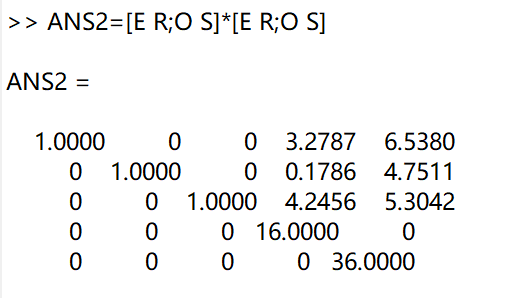 >> ANS2=[E R;O S]*[E R;O S]
ANS2 =
1.0000 0 0 3.2787 6.5380
0 1.0000 0 0.1786 4.7511
0 0 1.0000 4.2456 5.3042
0 0 0 16.0000 0
0 0 0 0 36.0000